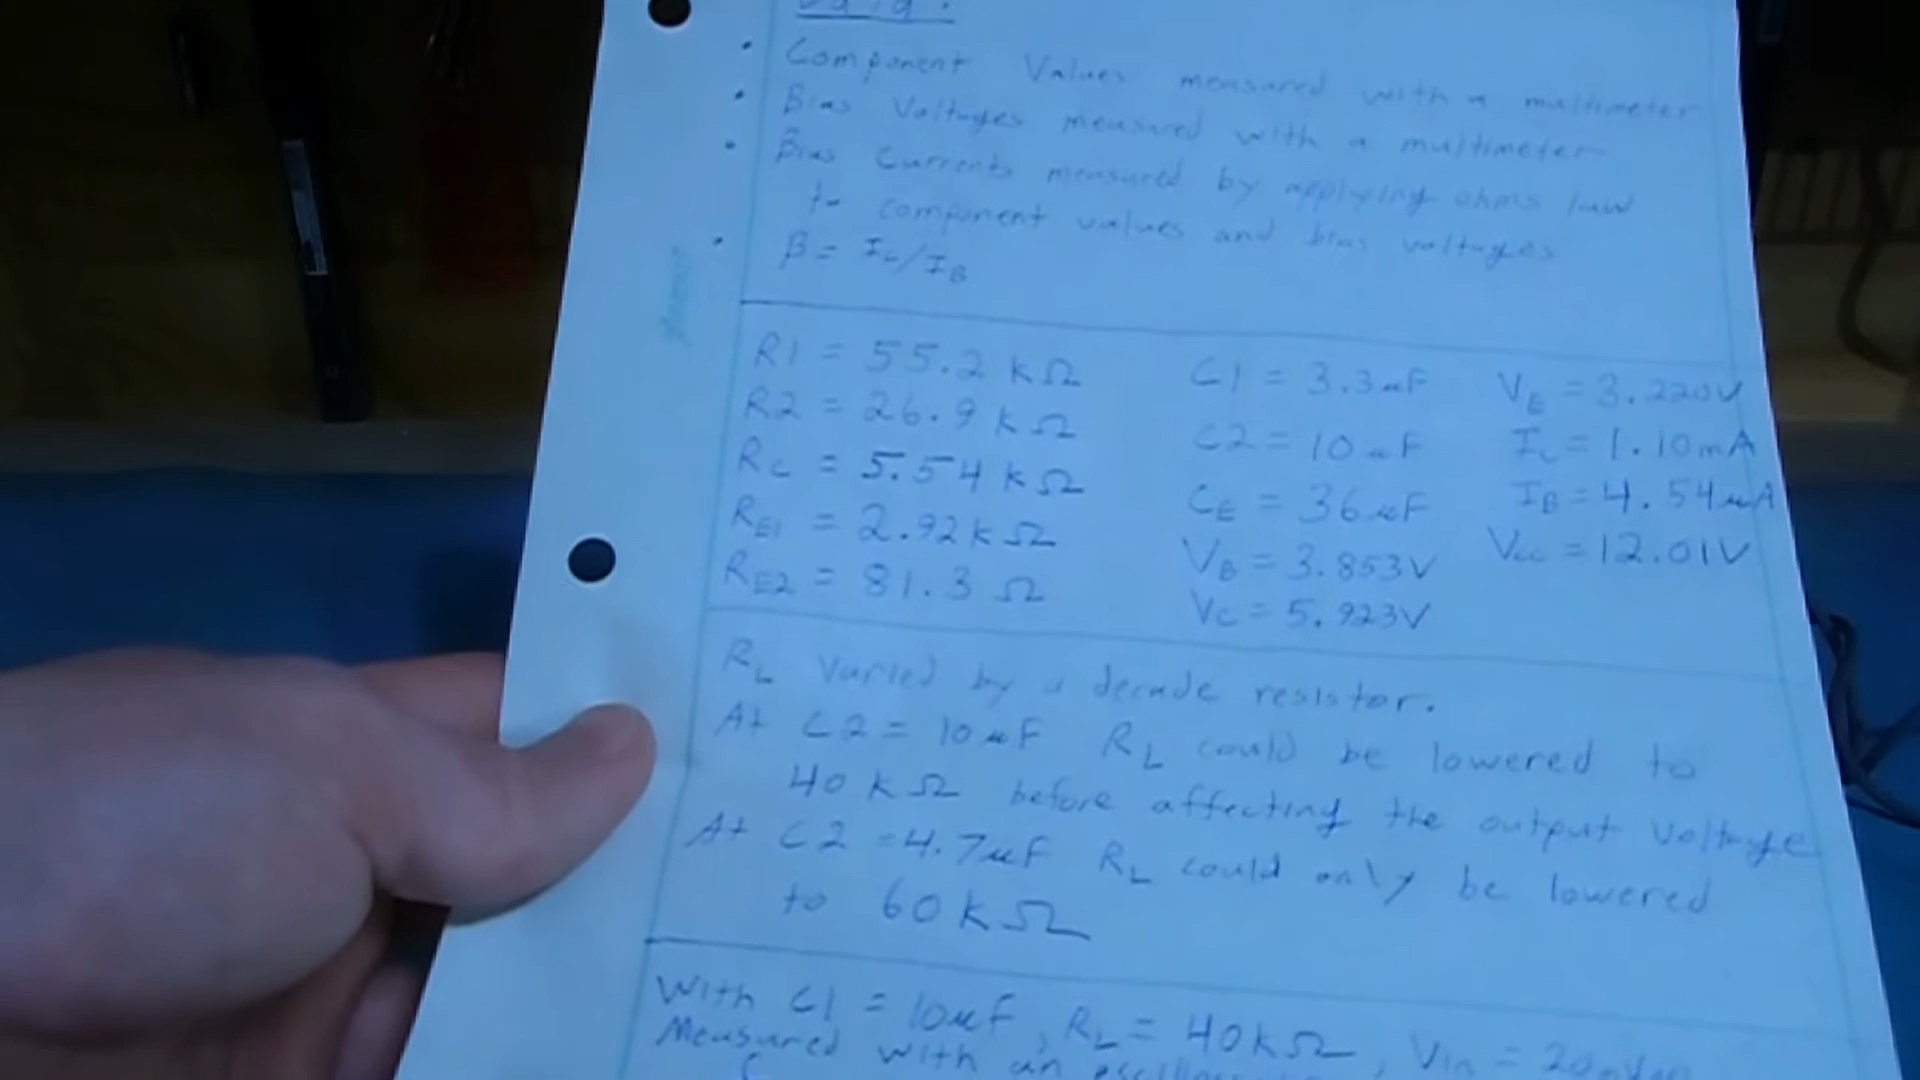 Data:
• Component Values measured with a multimeter
• Bias Voltages measured with a multimeter
• Bias Currents measured by applying ohms law
to component values and bias voltages
• β = IC/IB
R1 = 55.2 kΩ
R2 = 26.9 kΩ
RC = 5.54 kΩ
RE1 = 2.92 kΩ
RE2 = 81.3 Ω
C1 = 3.3 uF
C2 = 10 uF
CE = 36 uF
VB = 3.853V
VC = 5.923V
VE = 3.220V
IC = 1.10mA
IB = 4.54uA
Vcc = 12.01V
RL varied by a decade resistor.
At C2 = 10 uF RL could be lowered to
40 kΩ before affecting the output voltage
At C2 = 4.7uF RL could only be lowered
to 60 kΩ
With C1 = 10uF, RL = 40kΩ, Vin =
Measured with an